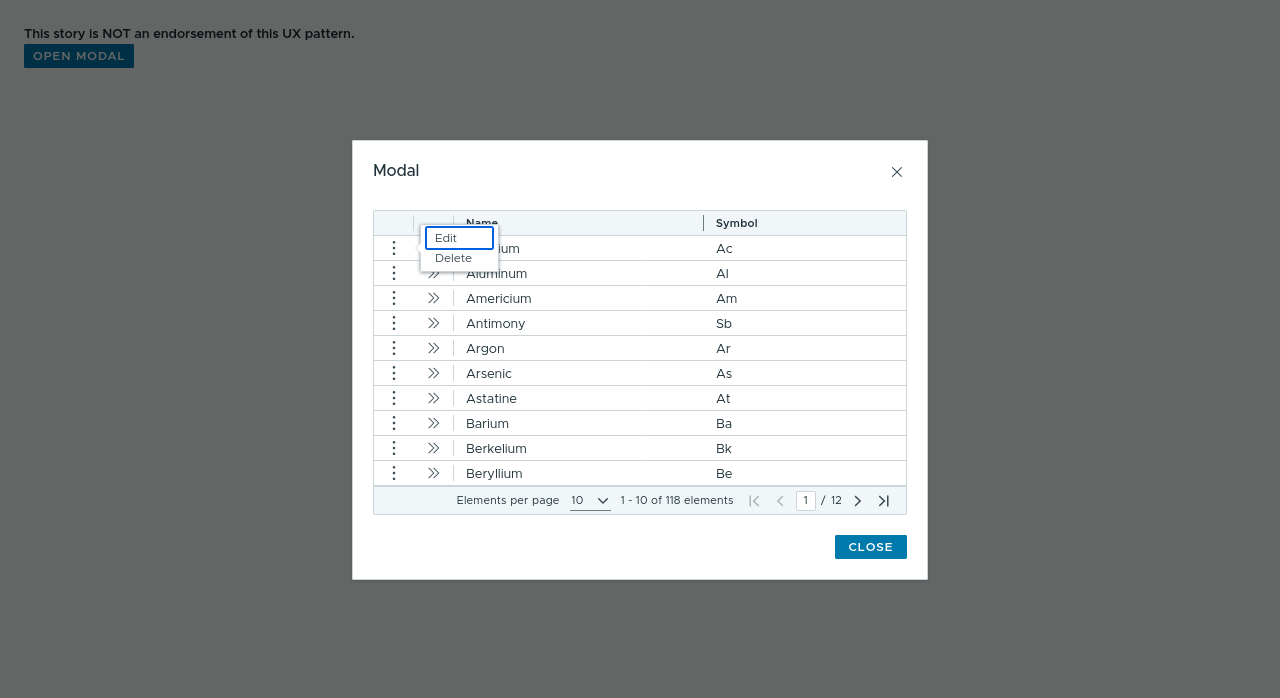 This story is NOT an endorsement of this UX pattern.
OPEN MODAL
Modal
Name Symbol
Edit
Delete
Ac
Aluminum Al
Americium Am
Antimony Sb
Argon Ar
Arsenic As
Astatine At
Barium Ba
Berkelium Bk
Beryllium Be
Elements per page 10 1 - 10 of 118 elements 1 / 12
CLOSE